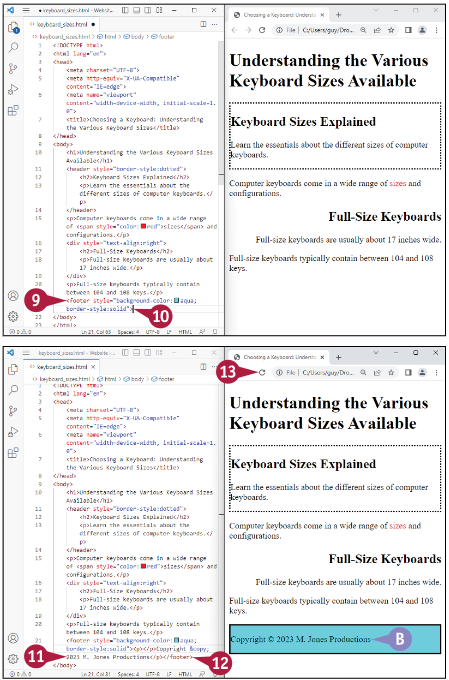 keyboard_sizes.html - Website - ...
keyboard_sizes.html
keyboard_sizes.html > html > body > footer
1 <!DOCTYPE html>
2 <html lang="en">
3 <head>
4 <meta charset="UTF-8">
5 <meta http-equiv="X-UA-Compatible"
content="IE=edge">
6 <meta name="viewport"
content="width=device-width, initial-scale=1.
0">
7 <title>Choosing a Keyboard: Understanding
the Various Keyboard Sizes</title>
8 </head>
9 <body>
10 <h1>Understanding the Various Keyboard Sizes
Available</h1>
11 <header style="border-style:dotted">
12 <h2>Keyboard Sizes Explained</h2>
13 <p>Learn the essentials about the
different sizes of computer keyboards.</
p>
14 </header>
15 <p>Computer keyboards come in a wide range
of <span style="color:red">sizes</span> and
configurations.</p>
16 <div style="text-align:right">
17 <h2>Full-Size Keyboards</h2>
18 <p>Full-size keyboards are usually about
17 inches wide.</p>
19 </div>
20 <p>Full-size keyboards typically contain
between 104 and 108 keys.</p>
21 <footer style="background-color:aqua;
border-style:solid">
22 </body>
23 </html>
9
10
Ln 21, Col 65 Spaces: 4 UTF-8 LF HTML
Choosing a Keyboard: Understa
File | C:/Users/guy/Dro...
Understanding the Various
Keyboard Sizes Available
Keyboard Sizes Explained
Learn the essentials about the different sizes of computer
keyboards.
Computer keyboards come in a wide range of sizes and
configurations.
Full-Size Keyboards
Full-size keyboards are usually about 17 inches wide.
Full-size keyboards typically contain between 104 and 108
keys.
keyboard_sizes.html - Website - ...
keyboard_sizes.html
keyboard_sizes.html > html > body > footer
1 <!DOCTYPE html>
2 <html lang="en">
3 <head>
4 <meta charset="UTF-8">
5 <meta http-equiv="X-UA-Compatible"
content="IE=edge">
6 <meta name="viewport"
content="width=device-width, initial-scale=1.
0">
7 <title>Choosing a Keyboard: Understanding
the Various Keyboard Sizes</title>
8 </head>
9 <body>
10 <h1>Understanding the Various Keyboard Sizes
Available</h1>
11 <header style="border-style:dotted">
12 <h2>Keyboard Sizes Explained</h2>
13 <p>Learn the essentials about the
different sizes of computer keyboards.</
p>
14 </header>
15 <p>Computer keyboards come in a wide range
of <span style="color:red">sizes</span> and
configurations.</p>
16 <div style="text-align:right">
17 <h2>Full-Size Keyboards</h2>
18 <p>Full-size keyboards are usually about
17 inches wide.</p>
19 </div>
20 <p>Full-size keyboards typically contain
between 104 and 108 keys.</p>
21 <footer style="background-color:aqua;
border-style:solid"><p><p>Copyright &copy;
2023 M. Jones Productions</p></footer>
22 </body>
11
12
Ln 21, Col 81 Spaces: 4 UTF-8 LF HTML
13
Choosing a Keyboard: Understa
File | C:/Users/guy/Dro...
Understanding the Various
Keyboard Sizes Available
Keyboard Sizes Explained
Learn the essentials about the different sizes of computer
keyboards.
Computer keyboards come in a wide range of sizes and
configurations.
Full-Size Keyboards
Full-size keyboards are usually about 17 inches wide.
Full-size keyboards typically contain between 104 and 108
keys.
Copyright © 2023 M. Jones Productions
B